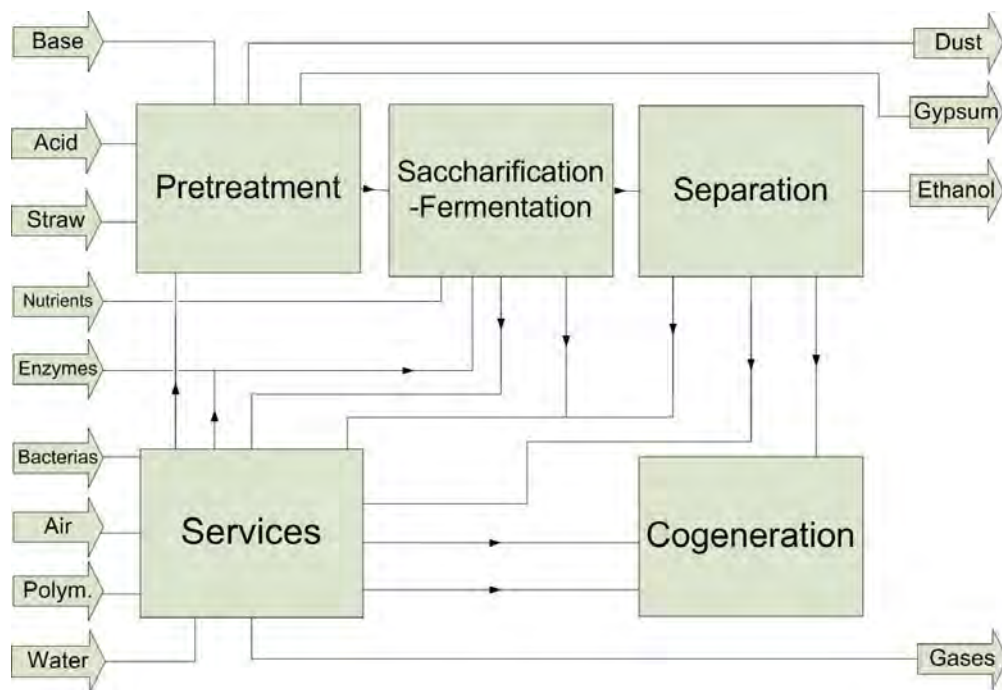 Base
Dust
Gypsum
Acid
Pretreatment
Saccharification
-Fermentation
Separation
Ethanol
Straw
Nutrients
Enzymes
Bacterias
Services
Air
Cogeneration
Polym.
Water
Gases